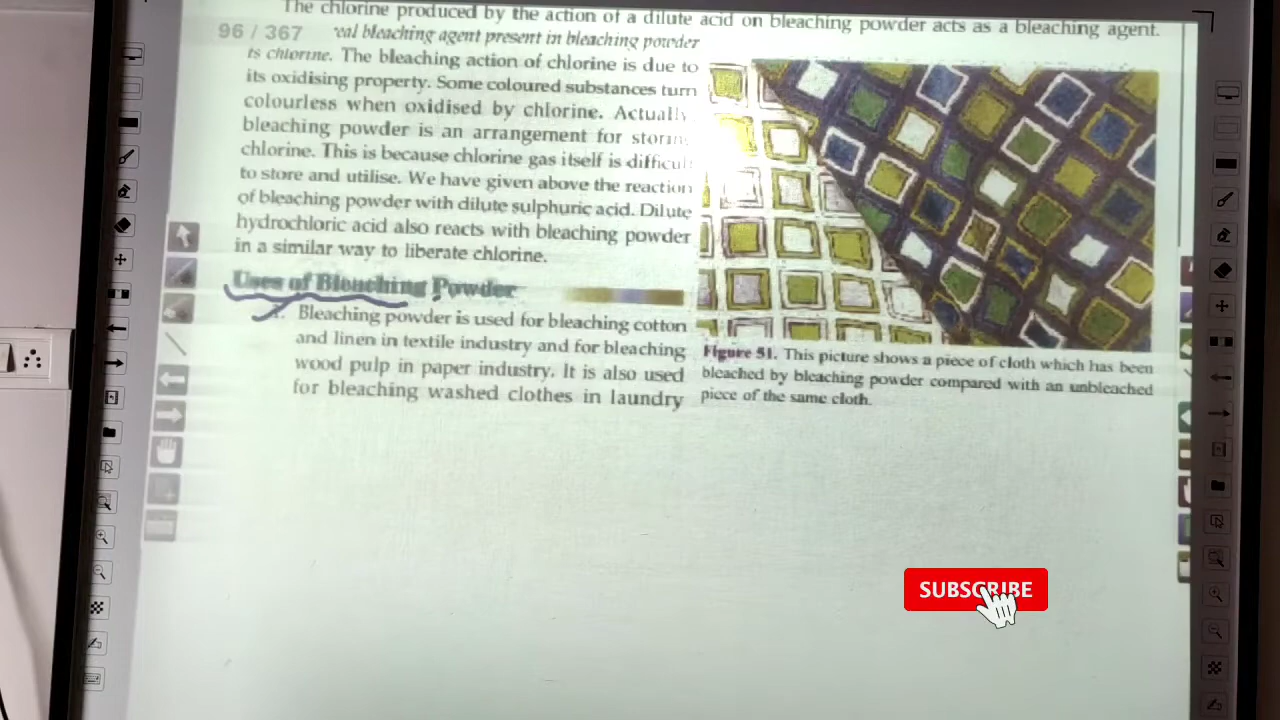 The chlorine produced by the action of a dilute acid on bleaching powder acts as a bleaching agent.
96 / 367
bleaching agent present in bleaching powder
is chlorine. The bleaching action of chlorine is due to
its oxidising property. Some coloured substances turn
colourless when oxidised by chlorine. Actually,
bleaching powder is an arrangement for storing
chlorine. This is because chlorine gas itself is difficult
to store and utilise. We have given above the reaction
of bleaching powder with dilute sulphuric acid. Dilute
hydrochloric acid also reacts with bleaching powder
in a similar way to liberate chlorine.
Uses of Bleaching Powder
Bleaching powder is used for bleaching cotton
and linen in textile industry and for bleaching
wood pulp in paper industry. It is also used
for bleaching washed clothes in laundry
Figure 51. This picture shows a piece of cloth which has been
bleached by bleaching powder compared with an unbleached
piece of the same cloth.
SUBSCRIBE